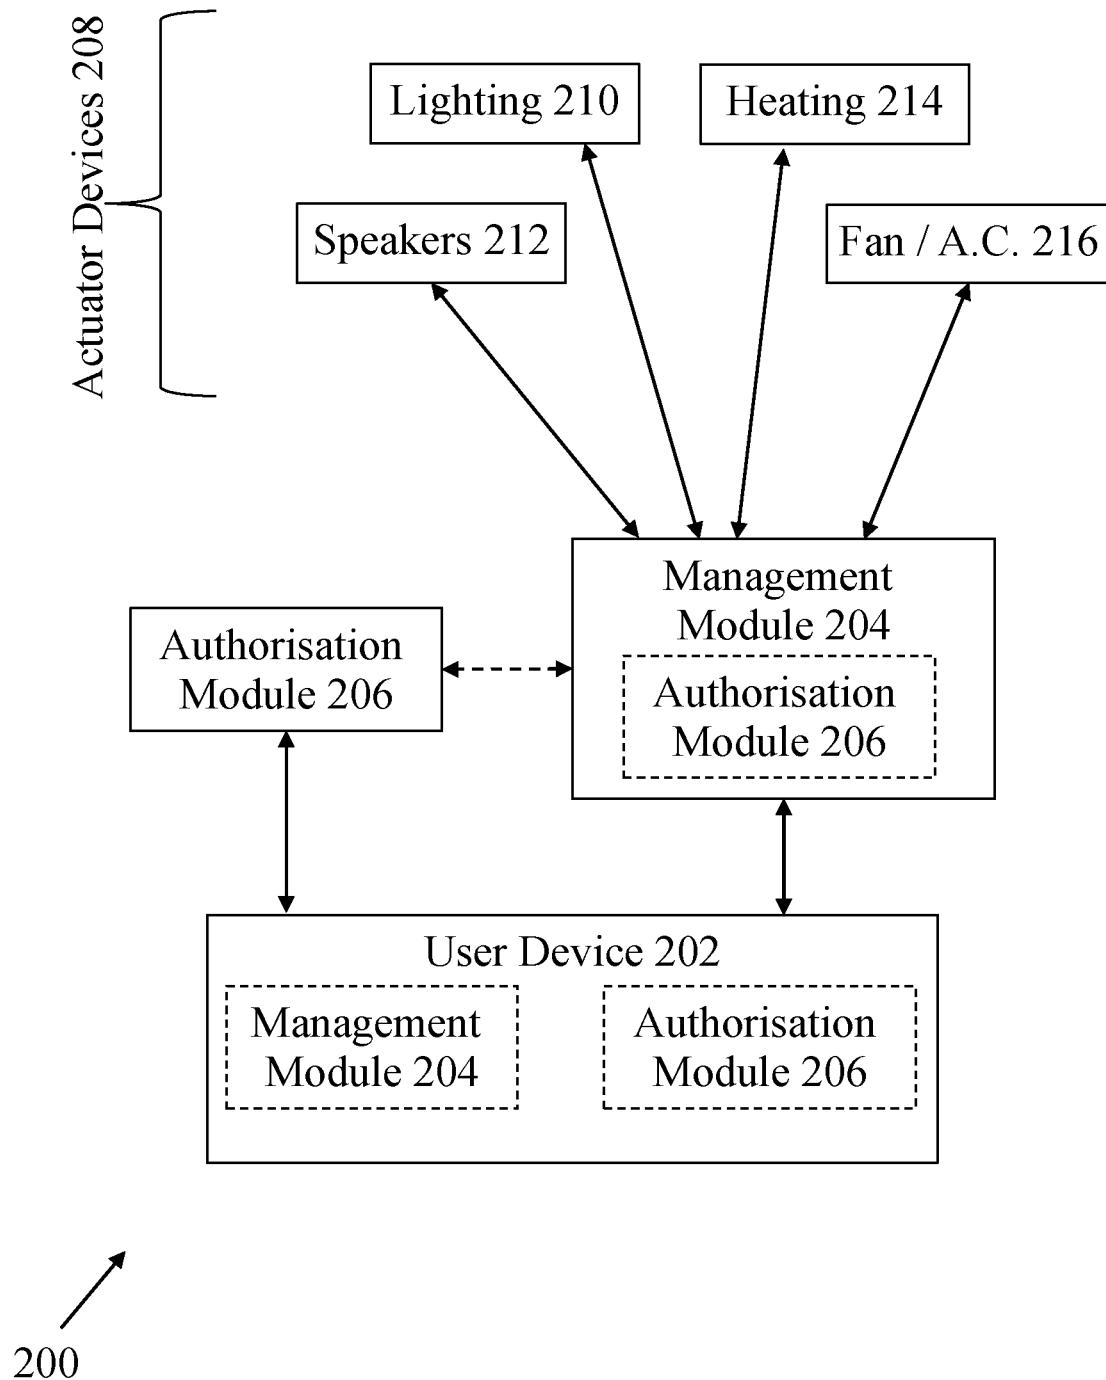 Actuator Devices 208
Lighting 210
Heating 214
Speakers 212
Fan / A.C. 216
Management
Module 204
Authorisation
Module 206
Authorisation
Module 206
User Device 202
Management
Module 204
Authorisation
Module 206
200